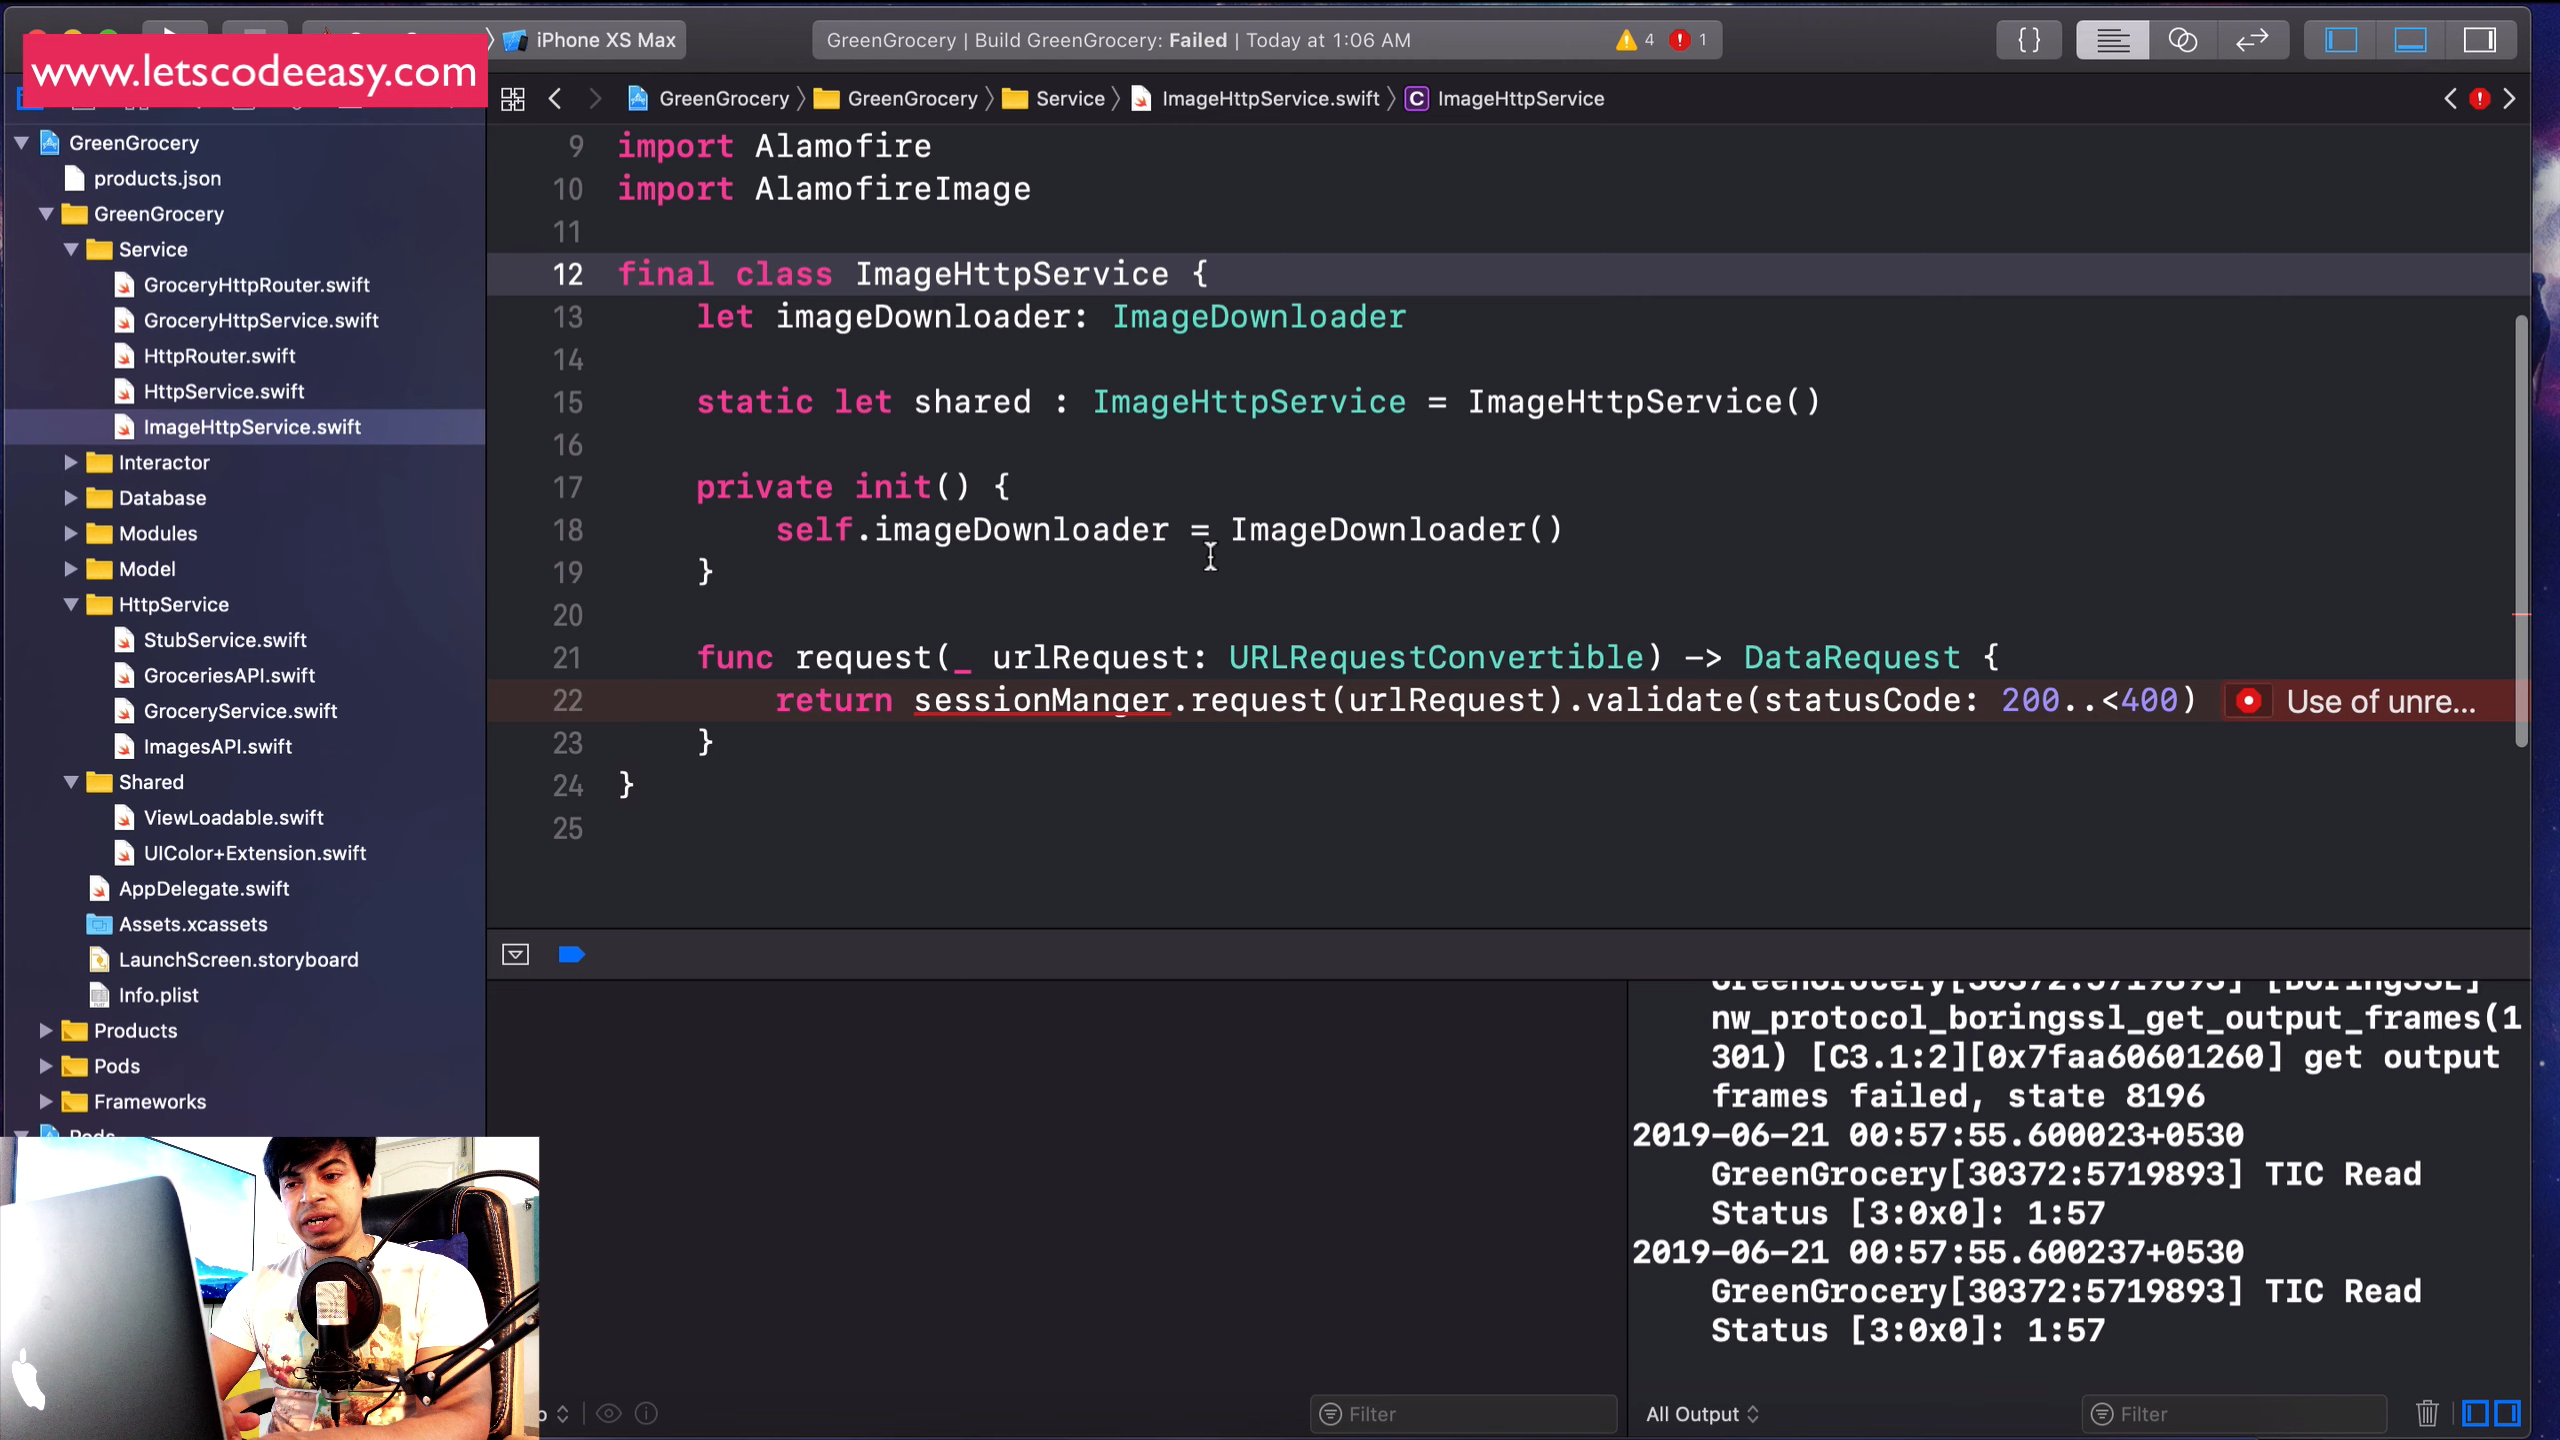 iPhone XS Max
GreenGrocery | Build GreenGrocery: Failed | Today at 1:06 AM
4
1
{}
www.letscodeeasy.com
GreenGrocery
GreenGrocery
Service
ImageHttpService.swift
C
ImageHttpService
GreenGrocery
products.json
GreenGrocery
Service
GroceryHttpRouter.swift
GroceryHttpService.swift
HttpRouter.swift
HttpService.swift
ImageHttpService.swift
Interactor
Database
Modules
Model
HttpService
StubService.swift
GroceriesAPI.swift
GroceryService.swift
ImagesAPI.swift
Shared
ViewLoadable.swift
UIColor+Extension.swift
AppDelegate.swift
Assets.xcassets
LaunchScreen.storyboard
Info.plist
Products
Pods
Frameworks
Pods
9 import Alamofire
10 import AlamofireImage
11
12 final class ImageHttpService {
13 let imageDownloader: ImageDownloader
14
15 static let shared : ImageHttpService = ImageHttpService()
16
17 private init() {
18 self.imageDownloader = ImageDownloader()
19 }
20
21 func request(_ urlRequest: URLRequestConvertible) -> DataRequest {
22 return sessionManger.request(urlRequest).validate(statusCode: 200..<400) Use of unre...
23 }
24 }
25
GreenGrocery[30372:5719893] [BoringSSL]
nw_protocol_boringssl_get_output_frames(1
301) [C3.1:2][0x7faa60601260] get output
frames failed, state 8196
2019-06-21 00:57:55.600023+0530
GreenGrocery[30372:5719893] TIC Read
Status [3:0x0]: 1:57
2019-06-21 00:57:55.600237+0530
GreenGrocery[30372:5719893] TIC Read
Status [3:0x0]: 1:57
Filter
All Output
Filter